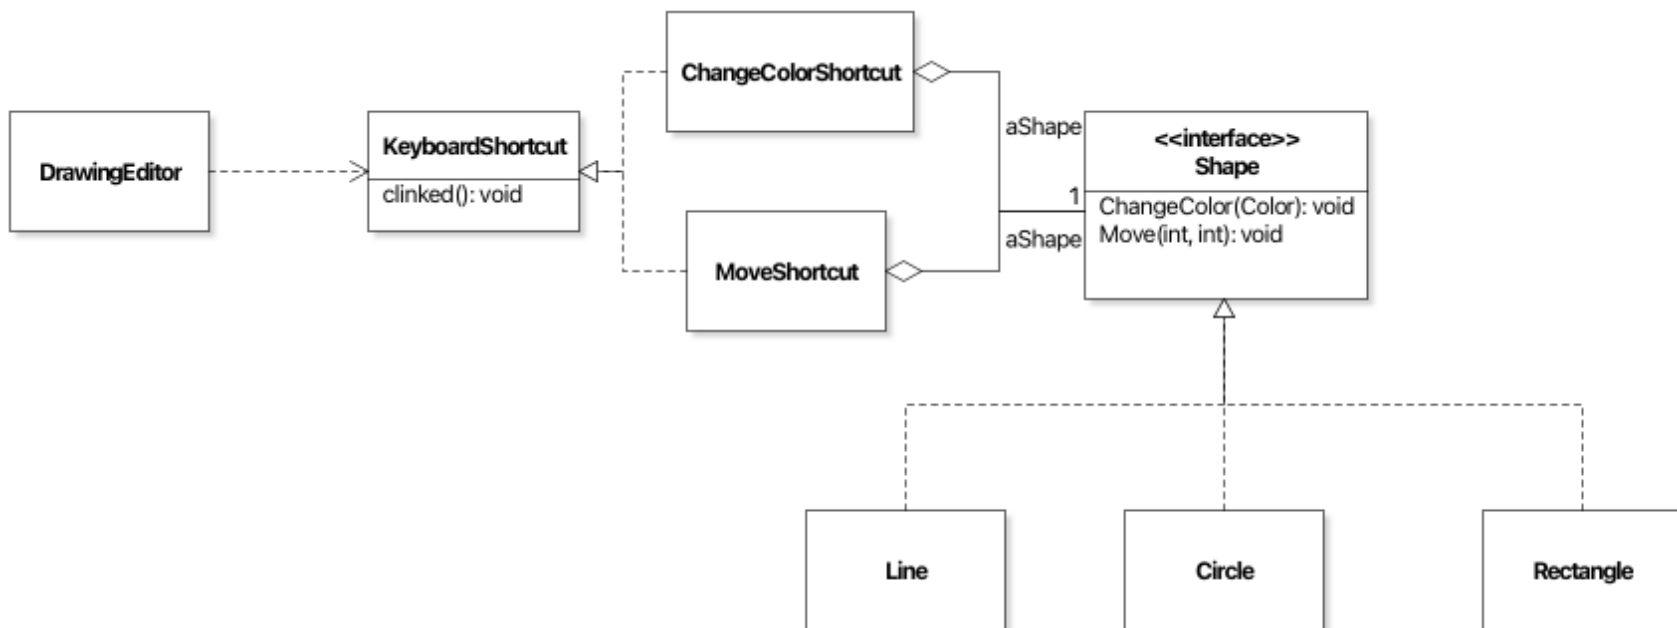 DrawingEditor
KeyboardShortcut
clinked(): void
ChangeColorShortcut
MoveShortcut
aShape
1
aShape
<<interface>>
Shape
ChangeColor(Color): void
Move(int, int): void
Line
Circle
Rectangle